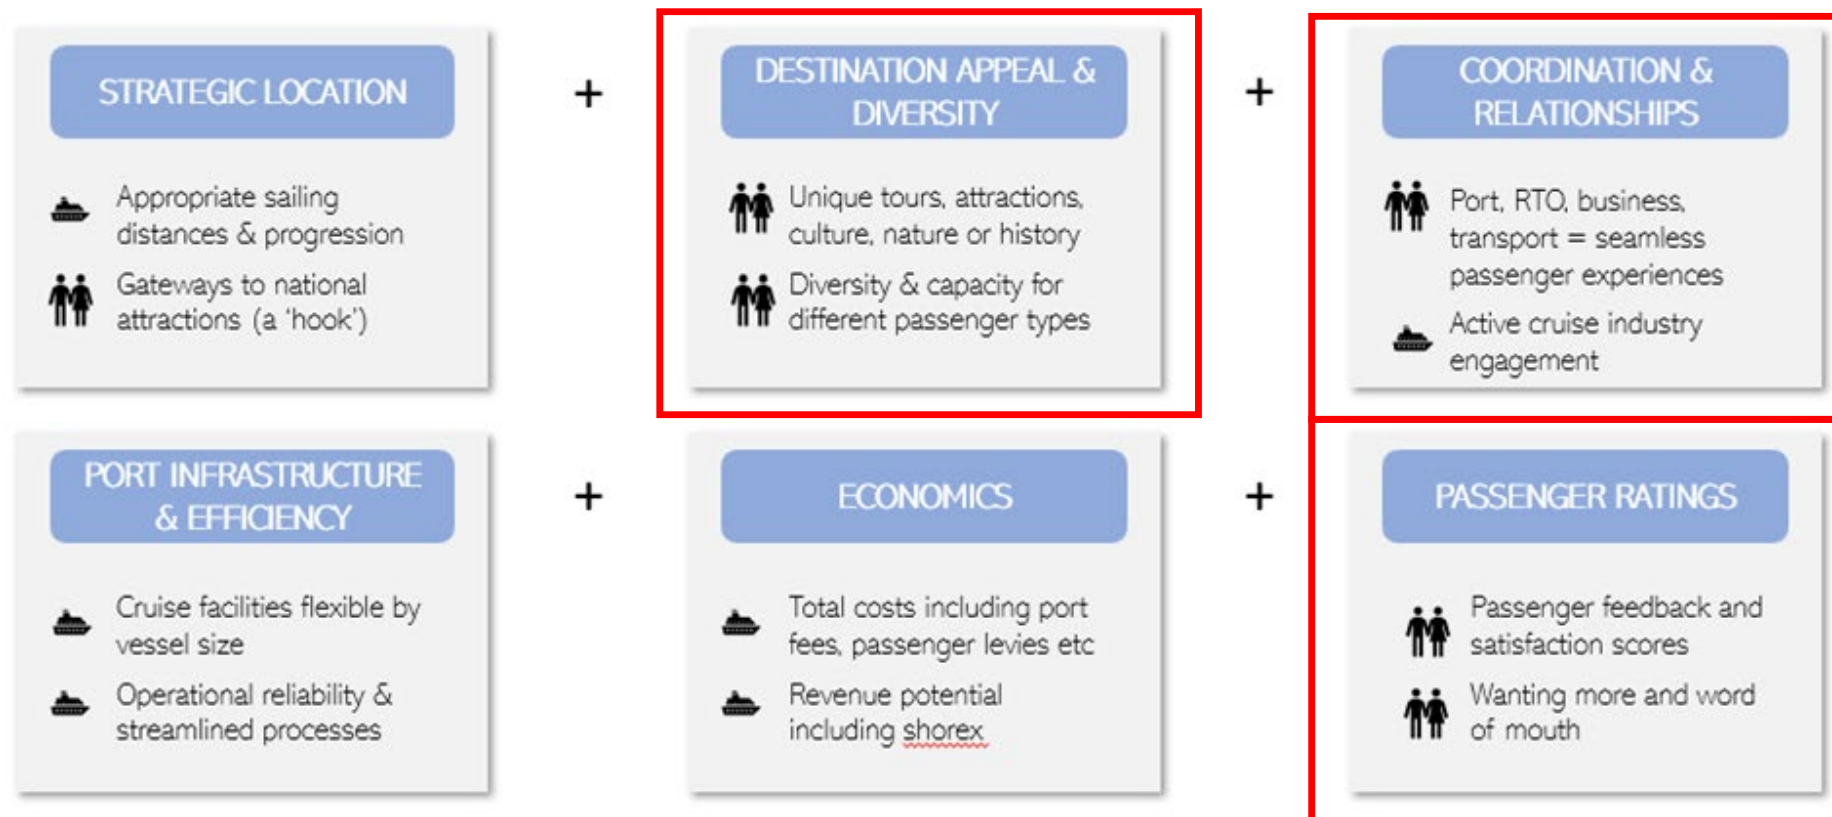 STRATEGIC LOCATION
Appropriate sailing
distances & progression
Gateways to national
attractions (a ‘hook’)
+
DESTINATION APPEAL &
DIVERSITY
Unique tours, attractions,
culture, nature or history
Diversity & capacity for
different passenger types
+
COORDINATION &
RELATIONSHIPS
Port, RTO, business,
transport = seamless
passenger experiences
Active cruise industry
engagement
PORT INFRASTRUCTURE
& EFFICIENCY
Cruise facilities flexible by
vessel size
Operational reliability &
streamlined processes
+
ECONOMICS
Total costs including port
fees, passenger levies etc
Revenue potential
including shorex
+
PASSENGER RATINGS
Passenger feedback and
satisfaction scores
Wanting more and word
of mouth